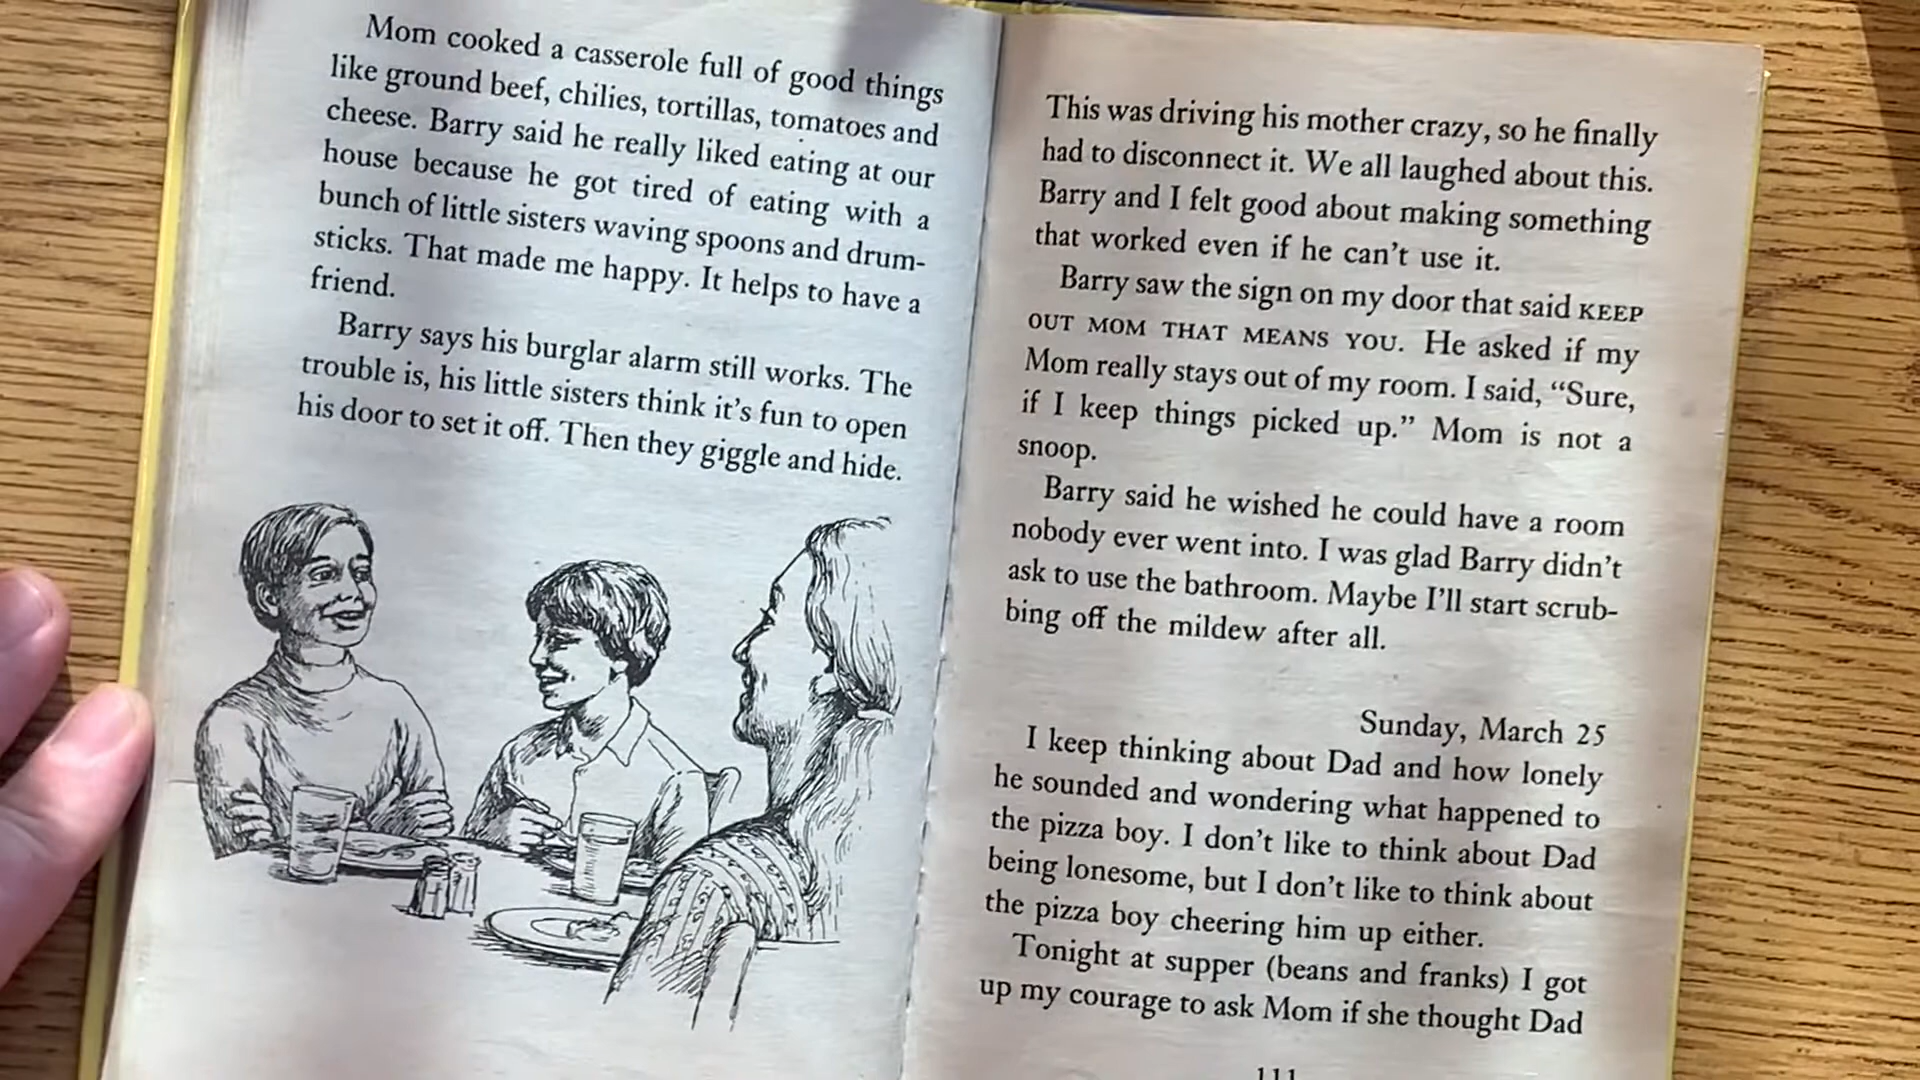 Mom cooked a casserole full of good things
like ground beef, chilies, tortillas, tomatoes and
cheese. Barry said he really liked eating at our
house because he got tired of eating with a
bunch of little sisters waving spoons and drum-
sticks. That made me happy. It helps to have a
friend.
Barry says his burglar alarm still works. The
trouble is, his little sisters think it's fun to open
his door to set it off. Then they giggle and hide.
This was driving his mother crazy, so he finally
had to disconnect it. We all laughed about this.
Barry and I felt good about making something
that worked even if he can't use it.
Barry saw the sign on my door that said KEEP
OUT MOM THAT MEANS YOU. He asked if my
Mom really stays out of my room. I said, “Sure,
if I keep things picked up.” Mom is not a
snoop.
Barry said he wished he could have a room
nobody ever went into. I was glad Barry didn't
ask to use the bathroom. Maybe I'll start scrub-
bing off the mildew after all.
Sunday, March 25
I keep thinking about Dad and how lonely
he sounded and wondering what happened to
the pizza boy. I don't like to think about Dad
being lonesome, but I don't like to think about
the pizza boy cheering him up either.
Tonight at supper (beans and franks) I got
up my courage to ask Mom if she thought Dad
111